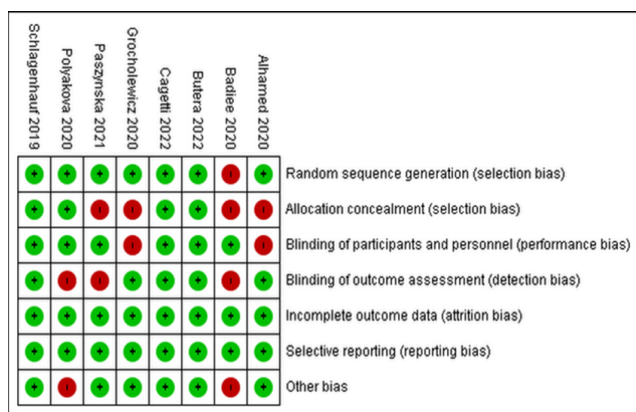 Schlagenhauf 2019
Polyakova 2020
Paszynska 2021
Grocholewicz 2020
Cagetti 2022
Butera 2022
Badiee 2020
Alhamed 2020
+ + + + + + - + Random sequence generation (selection bias)
+ + - - + + - - Allocation concealment (selection bias)
+ + + - + + + - Blinding of participants and personnel (performance bias)
+ - - + + + - + Blinding of outcome assessment (detection bias)
+ + + + + + + + Incomplete outcome data (attrition bias)
+ + + + + + + + Selective reporting (reporting bias)
+ - + + + + - + Other bias